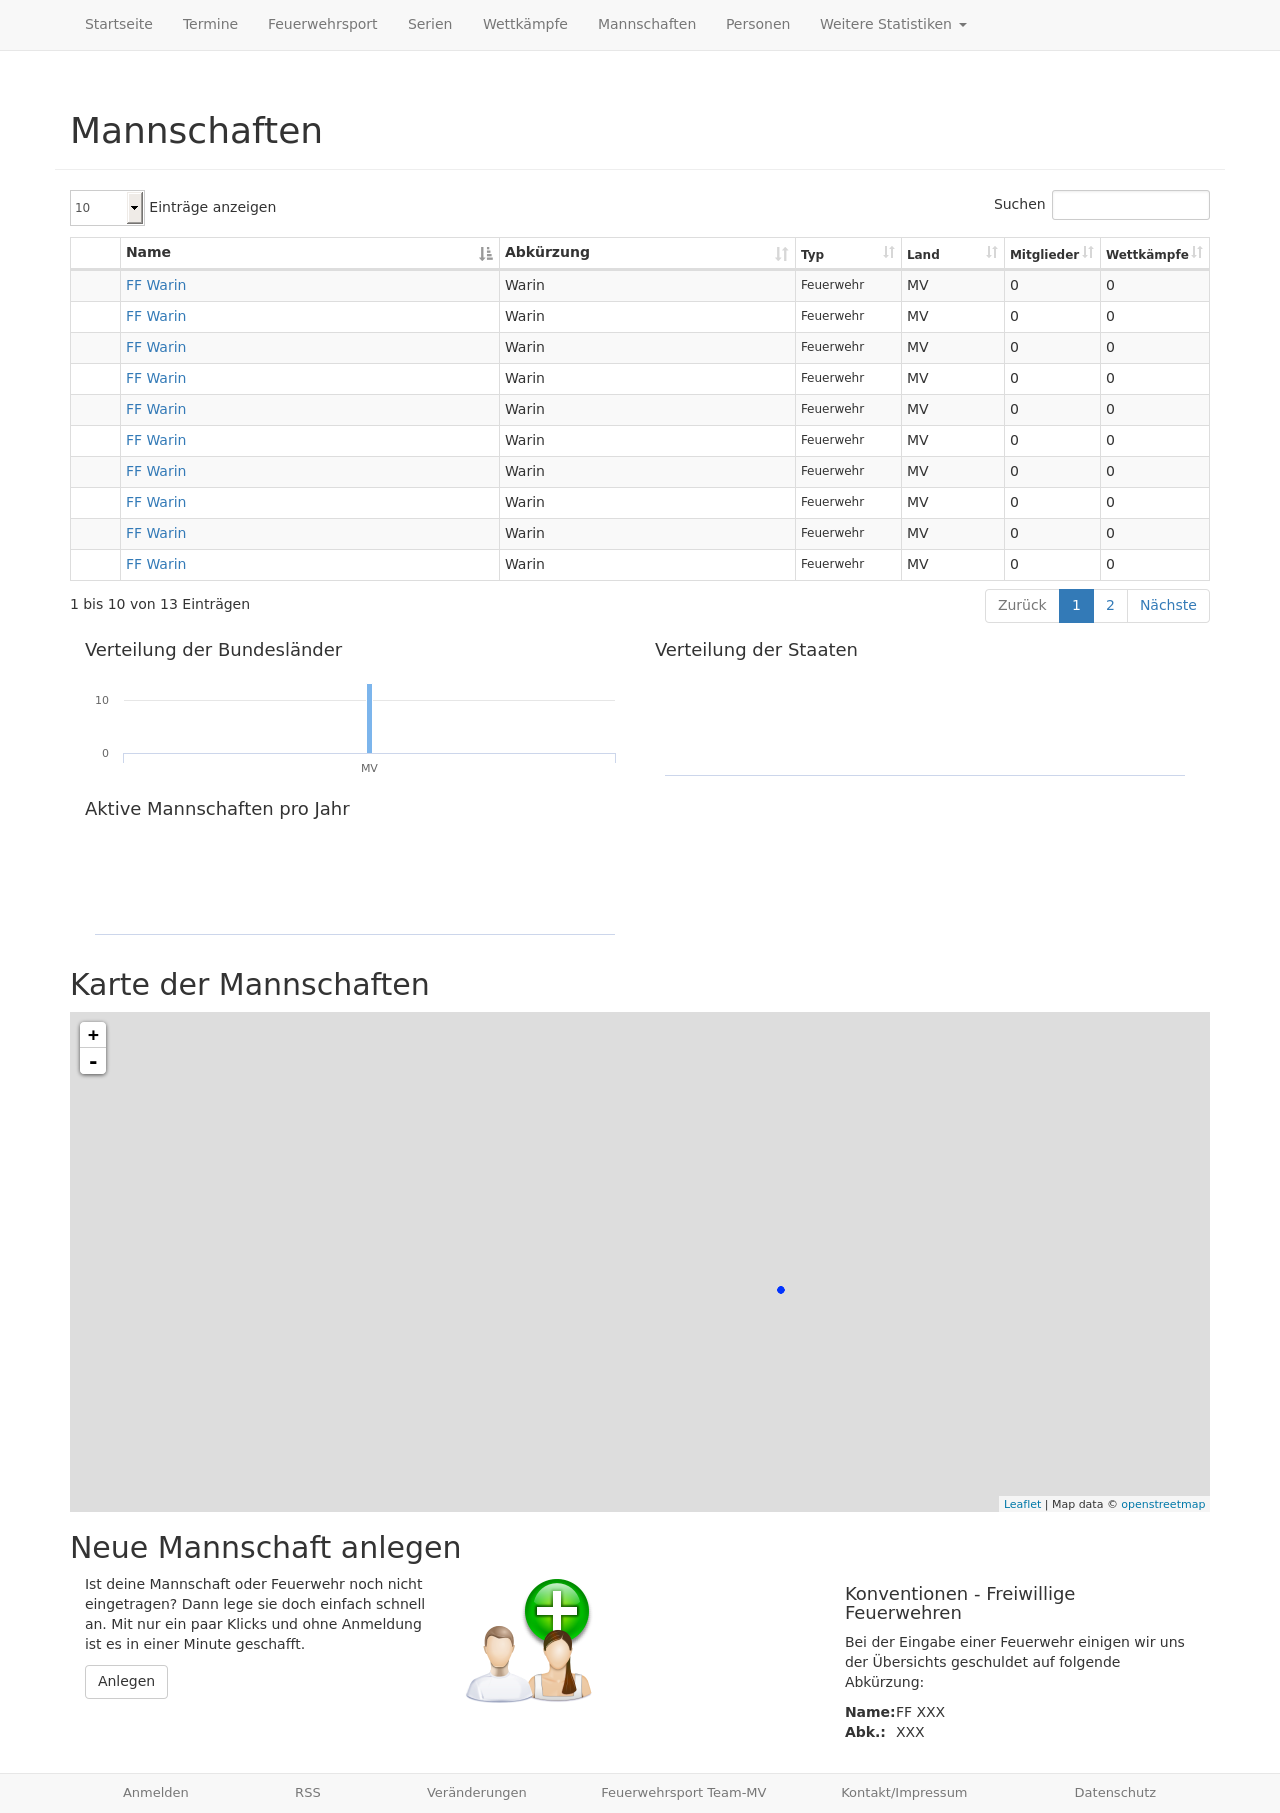 Startseite Termine Feuerwehrsport Serien Wettkämpfe Mannschaften Personen Weitere Statistiken
Mannschaften
10 Einträge anzeigen Suchen
Name Abkürzung Typ Land Mitglieder Wettkämpfe
FF Warin Warin Feuerwehr MV 0 0
FF Warin Warin Feuerwehr MV 0 0
FF Warin Warin Feuerwehr MV 0 0
FF Warin Warin Feuerwehr MV 0 0
FF Warin Warin Feuerwehr MV 0 0
FF Warin Warin Feuerwehr MV 0 0
FF Warin Warin Feuerwehr MV 0 0
FF Warin Warin Feuerwehr MV 0 0
FF Warin Warin Feuerwehr MV 0 0
FF Warin Warin Feuerwehr MV 0 0
1 bis 10 von 13 Einträgen Zurück 1 2 Nächste
Verteilung der Bundesländer Verteilung der Staaten
10
0
MV
Aktive Mannschaften pro Jahr
Karte der Mannschaften
+
-
Leaflet | Map data © openstreetmap
Neue Mannschaft anlegen
Ist deine Mannschaft oder Feuerwehr noch nicht
eingetragen? Dann lege sie doch einfach schnell
an. Mit nur ein paar Klicks und ohne Anmeldung
ist es in einer Minute geschafft.
Anlegen
Konventionen - Freiwillige
Feuerwehren
Bei der Eingabe einer Feuerwehr einigen wir uns
der Übersichts geschuldet auf folgende
Abkürzung:
Name: FF XXX
Abk.: XXX
Anmelden RSS Veränderungen Feuerwehrsport Team-MV Kontakt/Impressum Datenschutz